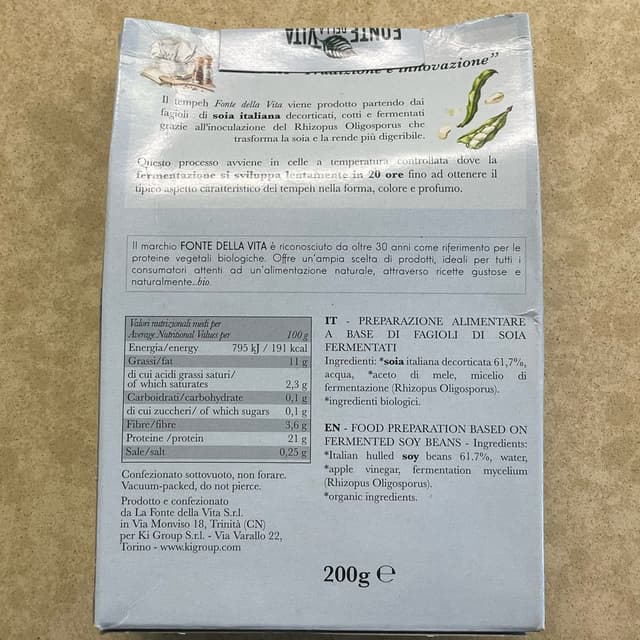 FONTE DELLA VITA
Tradizione e innovazione”
Il tempeh Fonte della Vita viene prodotto partendo dai
fagioli di soia italiana decorticati, cotti e fermentati
grazie all'inoculazione del Rhizopus Oligosporus che
trasforma la soia e la rende più digeribile.
Questo processo avviene in celle a temperatura controllata dove la
fermentazione si sviluppa lentamente in 20 ore fino ad ottenere il
tipico aspetto caratteristico del tempeh nella forma, colore e profumo.
Il marchio FONTE DELLA VITA è riconosciuto da oltre 30 anni come riferimento per le
proteine vegetali biologiche. Offre un'ampia scelta di prodotti, ideali per tutti i
consumatori attenti ad un'alimentazione naturale, attraverso ricette gustose e
naturalmente...bio.
Valori nutrizionali medi per
Average Nutritional Values per 100 g
Energia/energy 795 kJ / 191 kcal
Grassi/fat 11 g
di cui acidi grassi saturi/
of which saturates 2,3 g
Carboidrati/carbohydrate 0,1 g
di cui zuccheri/ of which sugars 0,1 g
Fibre/fibre 3,6 g
Proteine /protein 21 g
Sale/salt 0,25 g
Confezionato sottovuoto, non forare.
Vacuum-packed, do not pierce.
Prodotto e confezionato
da La Fonte della Vita S.r.l.
in Via Monviso 18, Trinità (CN)
per Ki Group S.r.l. - Via Varallo 22,
Torino - www.kigroup.com
IT - PREPARAZIONE ALIMENTARE
A BASE DI FAGIOLI DI SOIA
FERMENTATI
Ingredienti: *soia italiana decorticata 61,7%,
acqua, *aceto di mele, micelio di
fermentazione (Rhizopus Oligosporus).
*ingredienti biologici.
EN - FOOD PREPARATION BASED ON
FERMENTED SOY BEANS - Ingredients:
*Italian hulled soy beans 61.7%, water,
*apple vinegar, fermentation mycelium
(Rhizopus Oligosporus).
*organic ingredients.
200g ℮